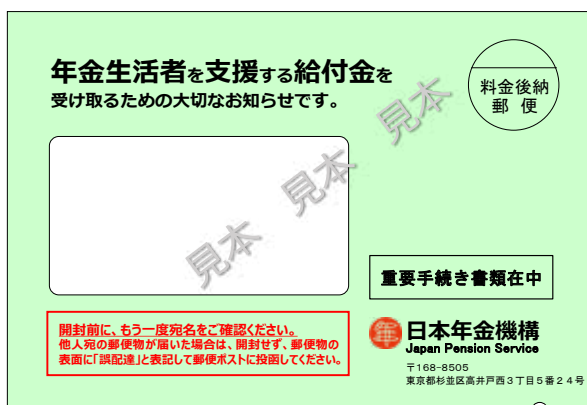 年金生活者を支援する給付金を
受け取るための大切なお知らせです。
料金後納
郵 便
見本 見本 見本
重要手続き書類在中
開封前に、もう一度宛名をご確認ください。
他人宛の郵便物が届いた場合は、開封せず、郵便物の
表面に「誤配達」と表記して郵便ポストに投函してください。
年
日本年金機構
Japan Pension Service
〒168-8505
東京都杉並区高井戸西3丁目5番24号